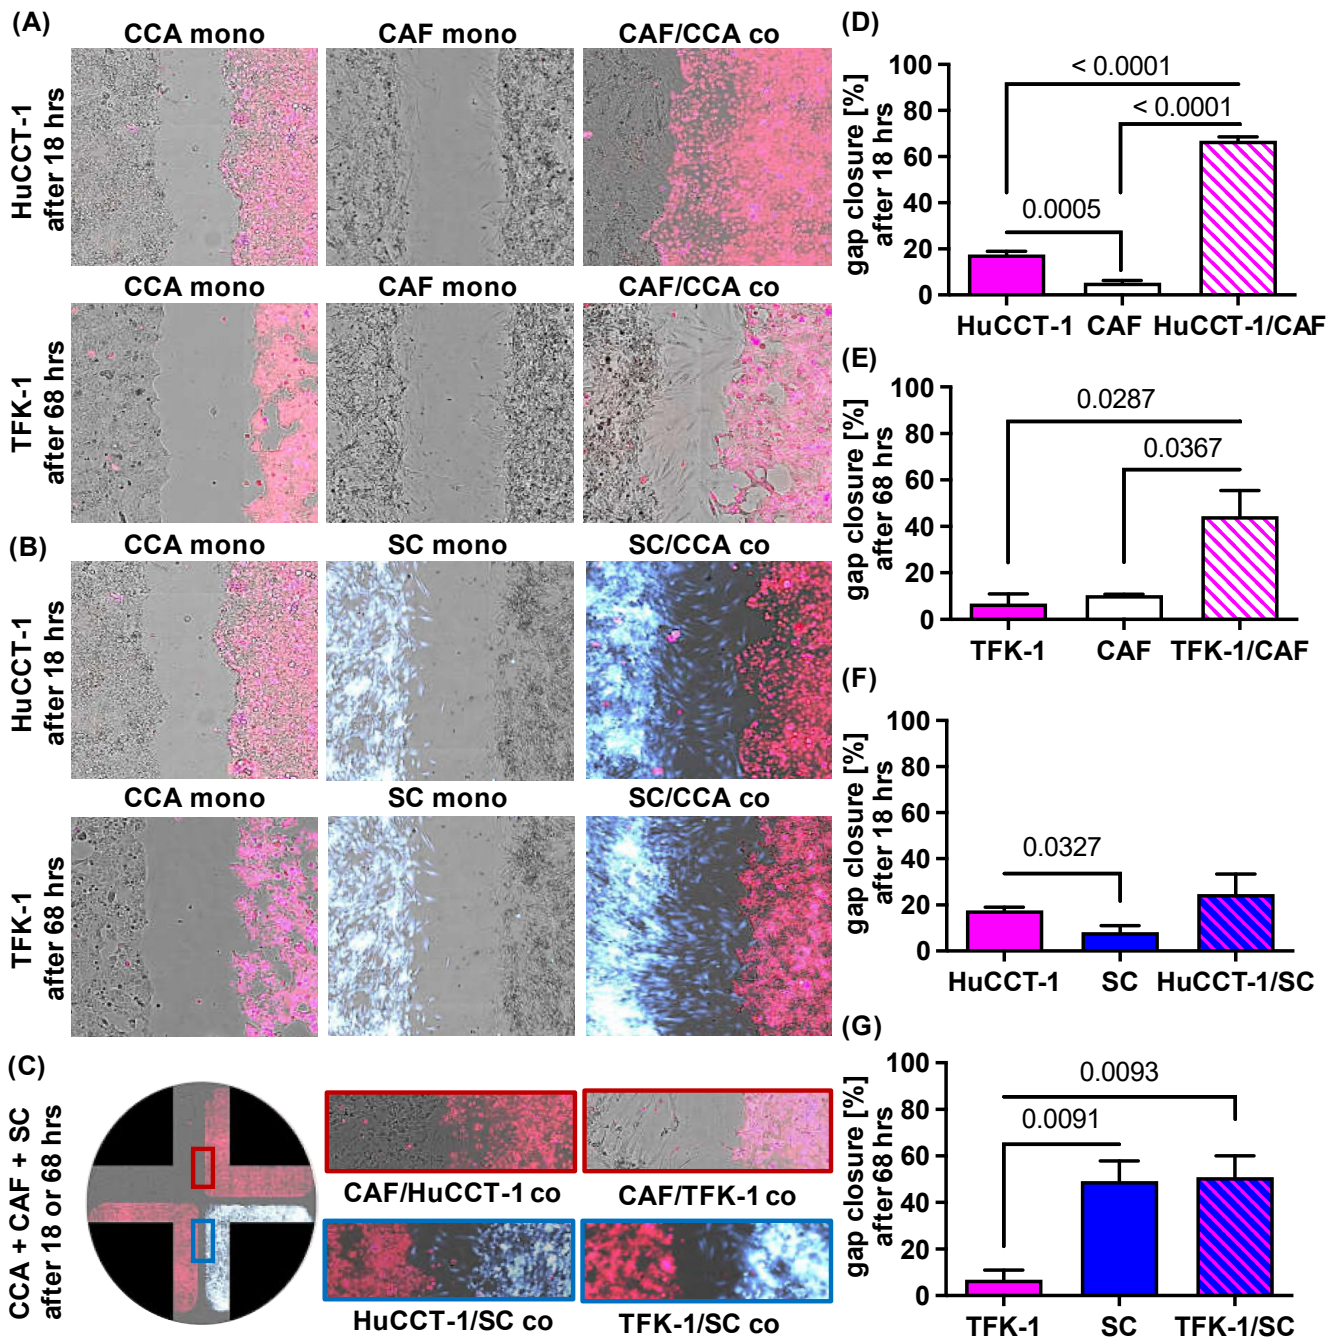 (A)
CCA mono
CAF mono
CAF/CCA co
HuCCT-1
after 18 hrs
CCA mono
CAF mono
CAF/CCA co
TFK-1
after 68 hrs
(B)
CCA mono
SC mono
SC/CCA co
HuCCT-1
after 18 hrs
CCA mono
SC mono
SC/CCA co
TFK-1
after 68 hrs
(C)
CCA + CAF + SC
after 18 or 68 hrs
CAF/HuCCT-1 co
CAF/TFK-1 co
HuCCT-1/SC co
TFK-1/SC co
(D)
gap closure [%]
after 18 hrs
100
80
60
40
20
0
< 0.0001
< 0.0001
0.0005
HuCCT-1
CAF
HuCCT-1/CAF
(E)
gap closure [%]
after 68 hrs
100
80
60
40
20
0
0.0287
0.0367
TFK-1
CAF
TFK-1/CAF
(F)
gap closure [%]
after 18 hrs
100
80
60
40
20
0
0.0327
HuCCT-1
SC
HuCCT-1/SC
(G)
gap closure [%]
after 68 hrs
100
80
60
40
20
0
0.0093
0.0091
TFK-1
SC
TFK-1/SC